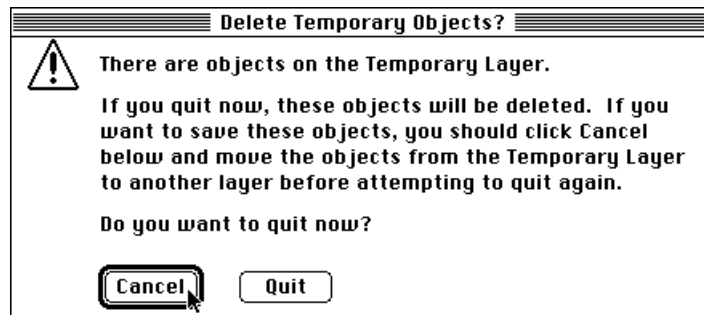 Delete Temporary Objects?
There are objects on the Temporary Layer.
If you quit now, these objects will be deleted. If you
want to save these objects, you should click Cancel
below and move the objects from the Temporary Layer
to another layer before attempting to quit again.
Do you want to quit now?
Cancel
Quit